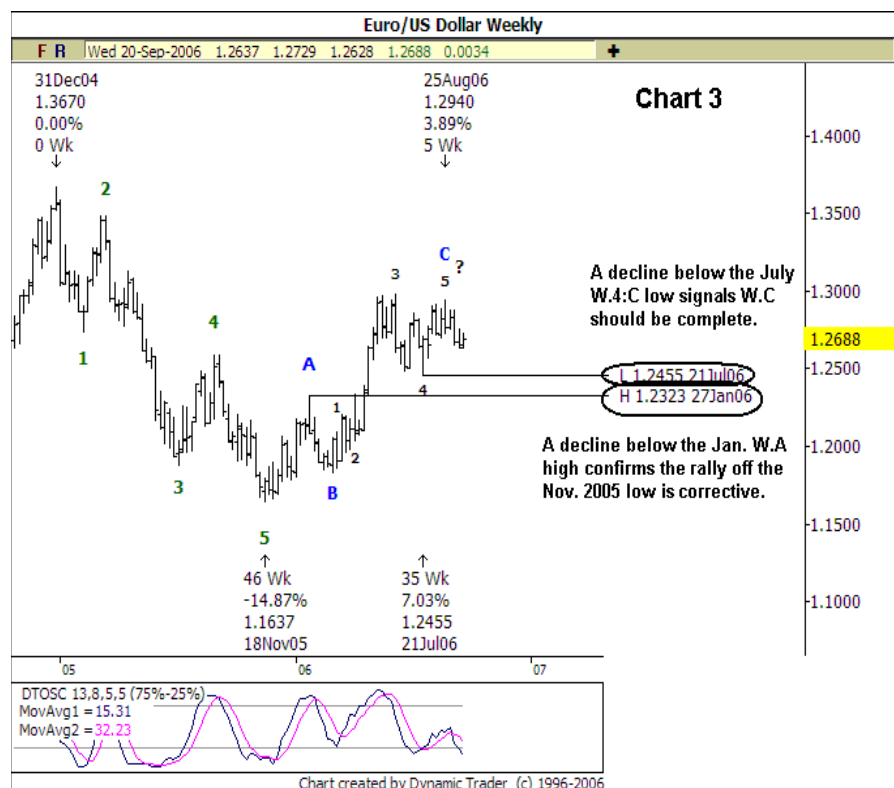 Euro/US Dollar Weekly
F R Wed 20-Sep-2006 1.2637 1.2729 1.2628 1.2688 0.0034
31Dec04
1.3670
0.00%
0 Wk
25Aug06
1.2940
3.89%
5 Wk
Chart 3
1.4000
1.3500
1.3000
1.2688
1.2500
1.2000
1.1500
1.1000
2
1
4
3
5
A
B
1
2
3
4
C
5
?
A decline below the July
W.4:C low signals W.C
should be complete.
L 1.2455 21Jul06
H 1.2323 27Jan06
A decline below the Jan. W.A
high confirms the rally off the
Nov. 2005 low is corrective.
46 Wk
-14.87%
1.1637
18Nov05
35 Wk
7.03%
1.2455
21Jul06
05
06
07
DTOSC 13,8,5,5 (75%-25%)
MovAvg1 = 15.31
MovAvg2 = 32.23
Chart created by Dynamic Trader (c) 1996-2006